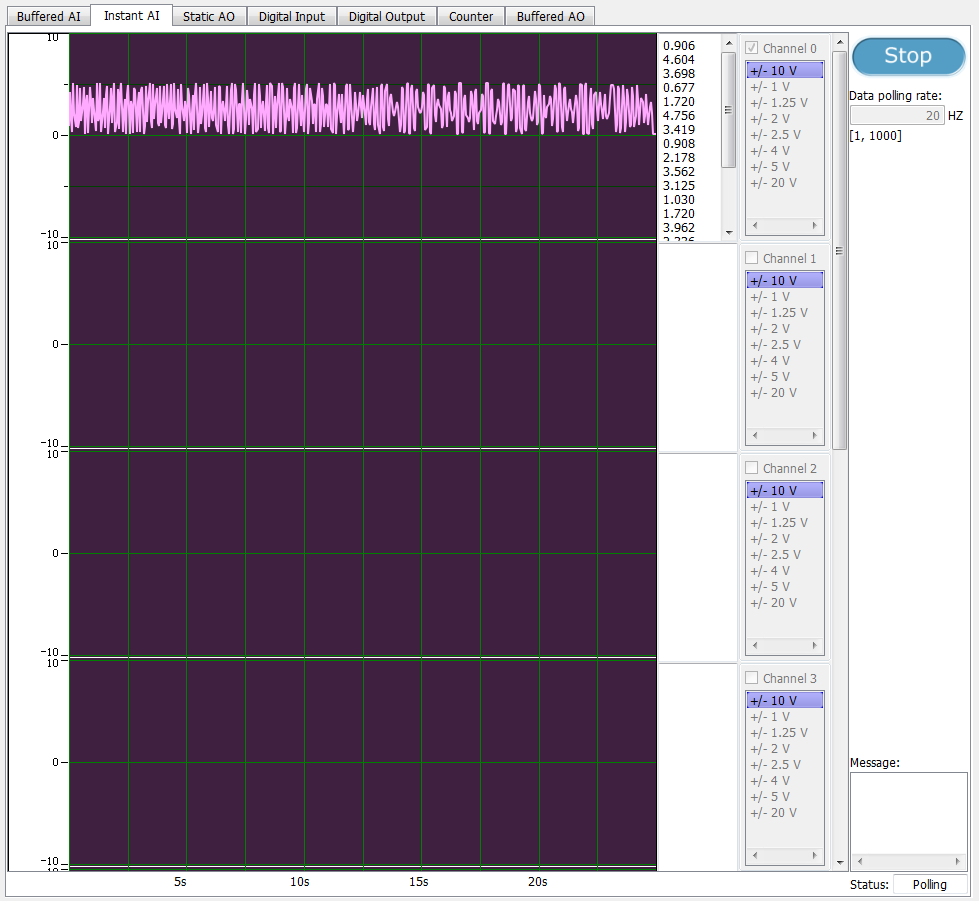 Buffered AI Instant AI Static AO Digital Input Digital Output Counter Buffered AO
10
0
-10
0.906
4.604
3.698
0.677
1.720
4.756
3.419
0.908
2.178
3.562
3.125
1.030
1.720
3.962
Channel 0
+/- 10 V
+/- 1 V
+/- 1.25 V
+/- 2 V
+/- 2.5 V
+/- 4 V
+/- 5 V
+/- 20 V
Stop
Data polling rate:
20 HZ
[1, 1000]
10
0
-10
Channel 1
+/- 10 V
+/- 1 V
+/- 1.25 V
+/- 2 V
+/- 2.5 V
+/- 4 V
+/- 5 V
+/- 20 V
10
0
-10
Channel 2
+/- 10 V
+/- 1 V
+/- 1.25 V
+/- 2 V
+/- 2.5 V
+/- 4 V
+/- 5 V
+/- 20 V
10
0
-10
Channel 3
+/- 10 V
+/- 1 V
+/- 1.25 V
+/- 2 V
+/- 2.5 V
+/- 4 V
+/- 5 V
+/- 20 V
5s 10s 15s 20s
Message:
Status: Polling